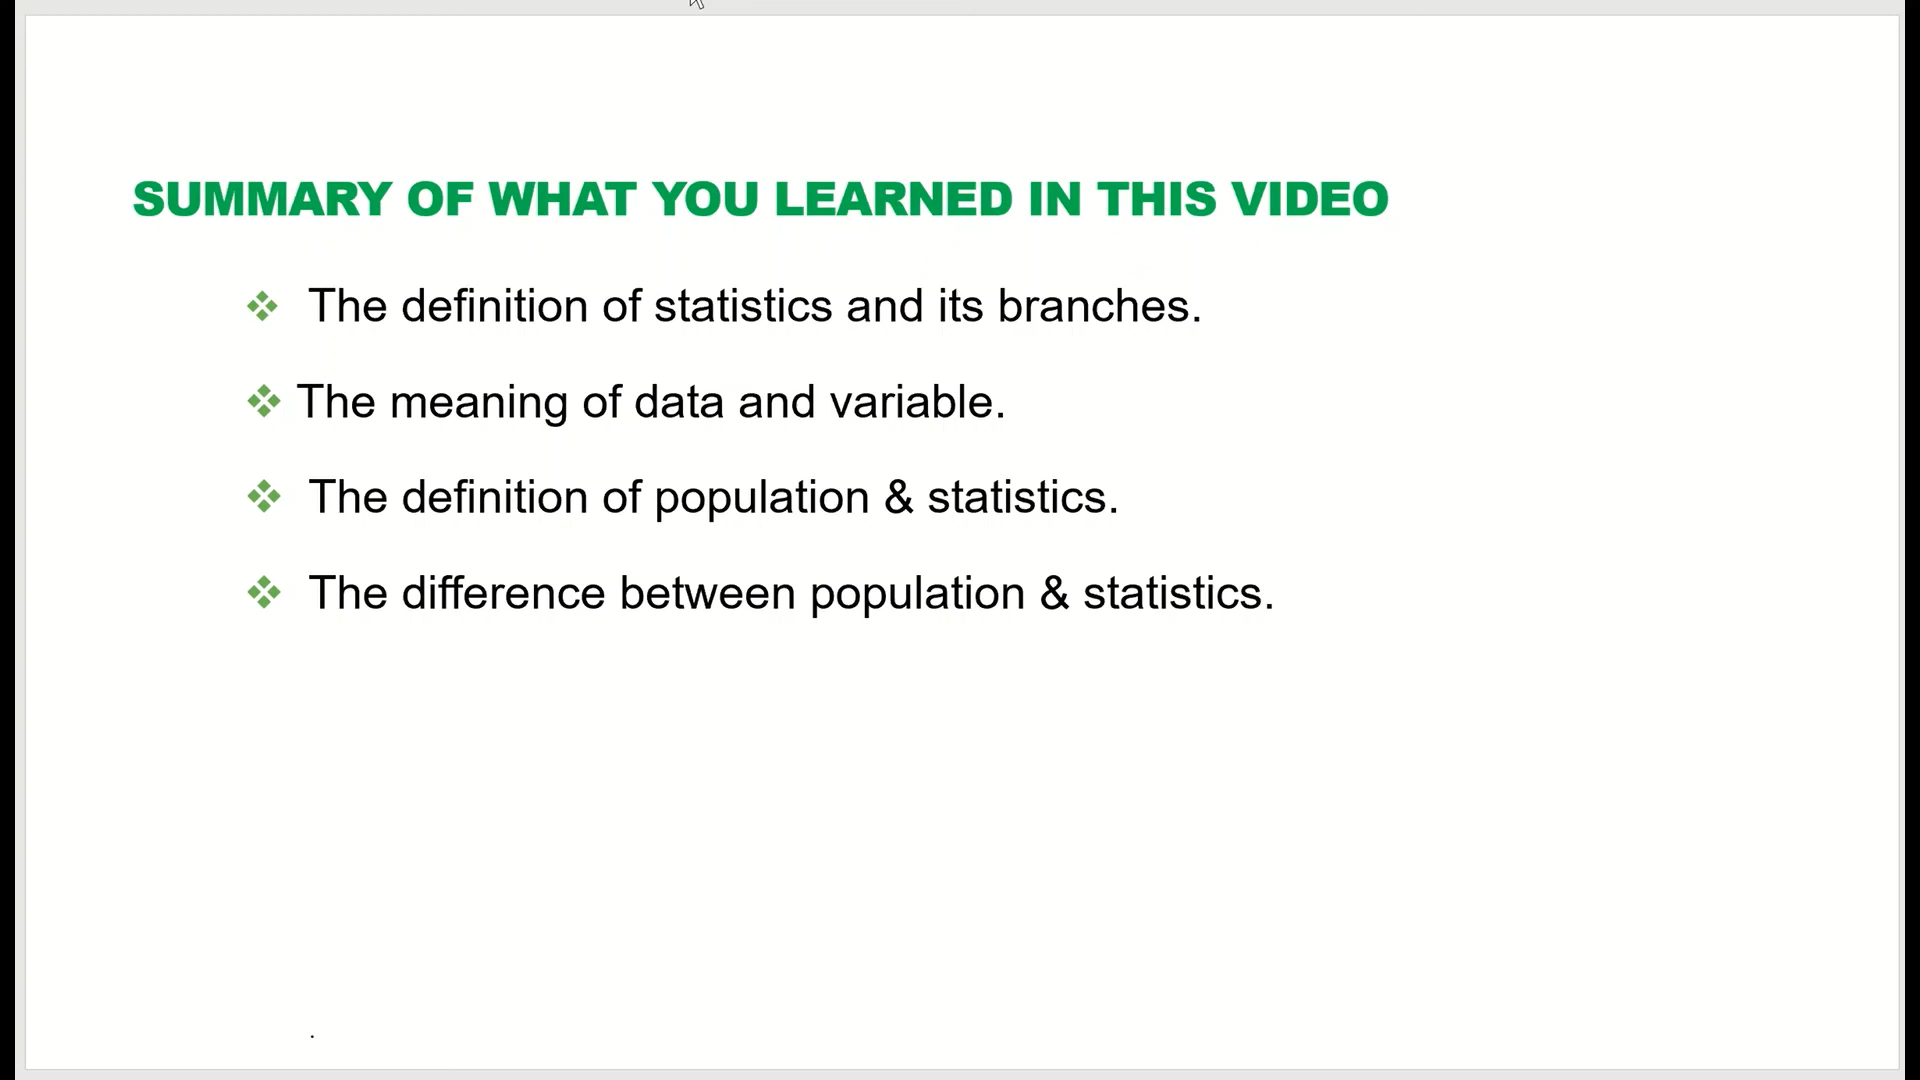 SUMMARY OF WHAT YOU LEARNED IN THIS VIDEO
The definition of statistics and its branches.
The meaning of data and variable.
The definition of population & statistics.
The difference between population & statistics.
.